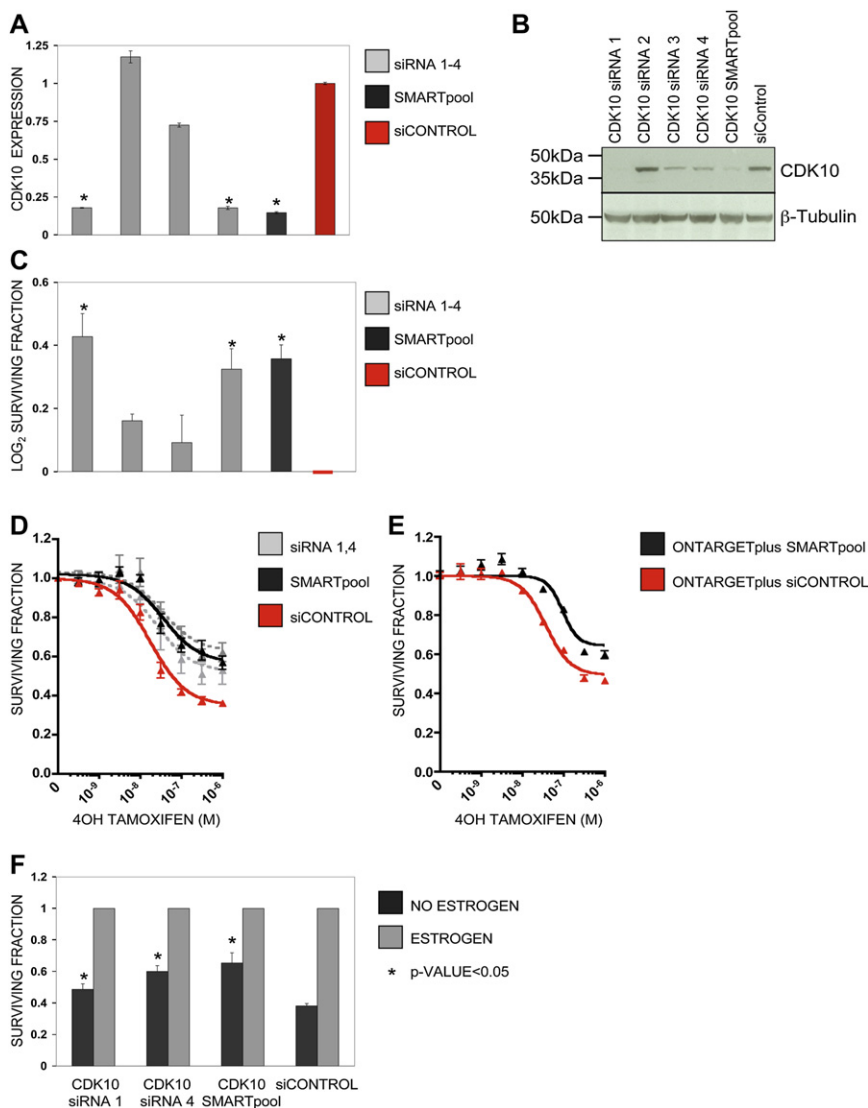 A
CDK10 EXPRESSION
1.25
1
0.75
0.5
0.25
0
*
*
*
siRNA 1-4
SMARTpool
siCONTROL
B
CDK10 siRNA 1
CDK10 siRNA 2
CDK10 siRNA 3
CDK10 siRNA 4
CDK10 SMARTpool
siControl
50kDa
35kDa
CDK10
50kDa
β-Tubulin
C
LOG2 SURVIVING FRACTION
0.6
0.4
0.2
0
*
*
*
siRNA 1-4
SMARTpool
siCONTROL
D
SURVIVING FRACTION
1.2
1.0
0.8
0.6
0.4
0.2
0.0
0
10-9
10-8
10-7
10-6
4OH TAMOXIFEN (M)
siRNA 1,4
SMARTpool
siCONTROL
E
SURVIVING FRACTION
1.2
1.0
0.8
0.6
0.4
1.0
0.0
0
10-9
10-8
10-7
10-6
4OH TAMOXIFEN (M)
ONTARGETplus SMARTpool
ONTARGETplus siCONTROL
F
SURVIVING FRACTION
1.2
1
0.8
0.6
0.4
0.2
0
*
*
*
CDK10
siRNA 1
CDK10
siRNA 4
CDK10
SMARTpool
siCONTROL
NO ESTROGEN
ESTROGEN
* p-VALUE<0.05